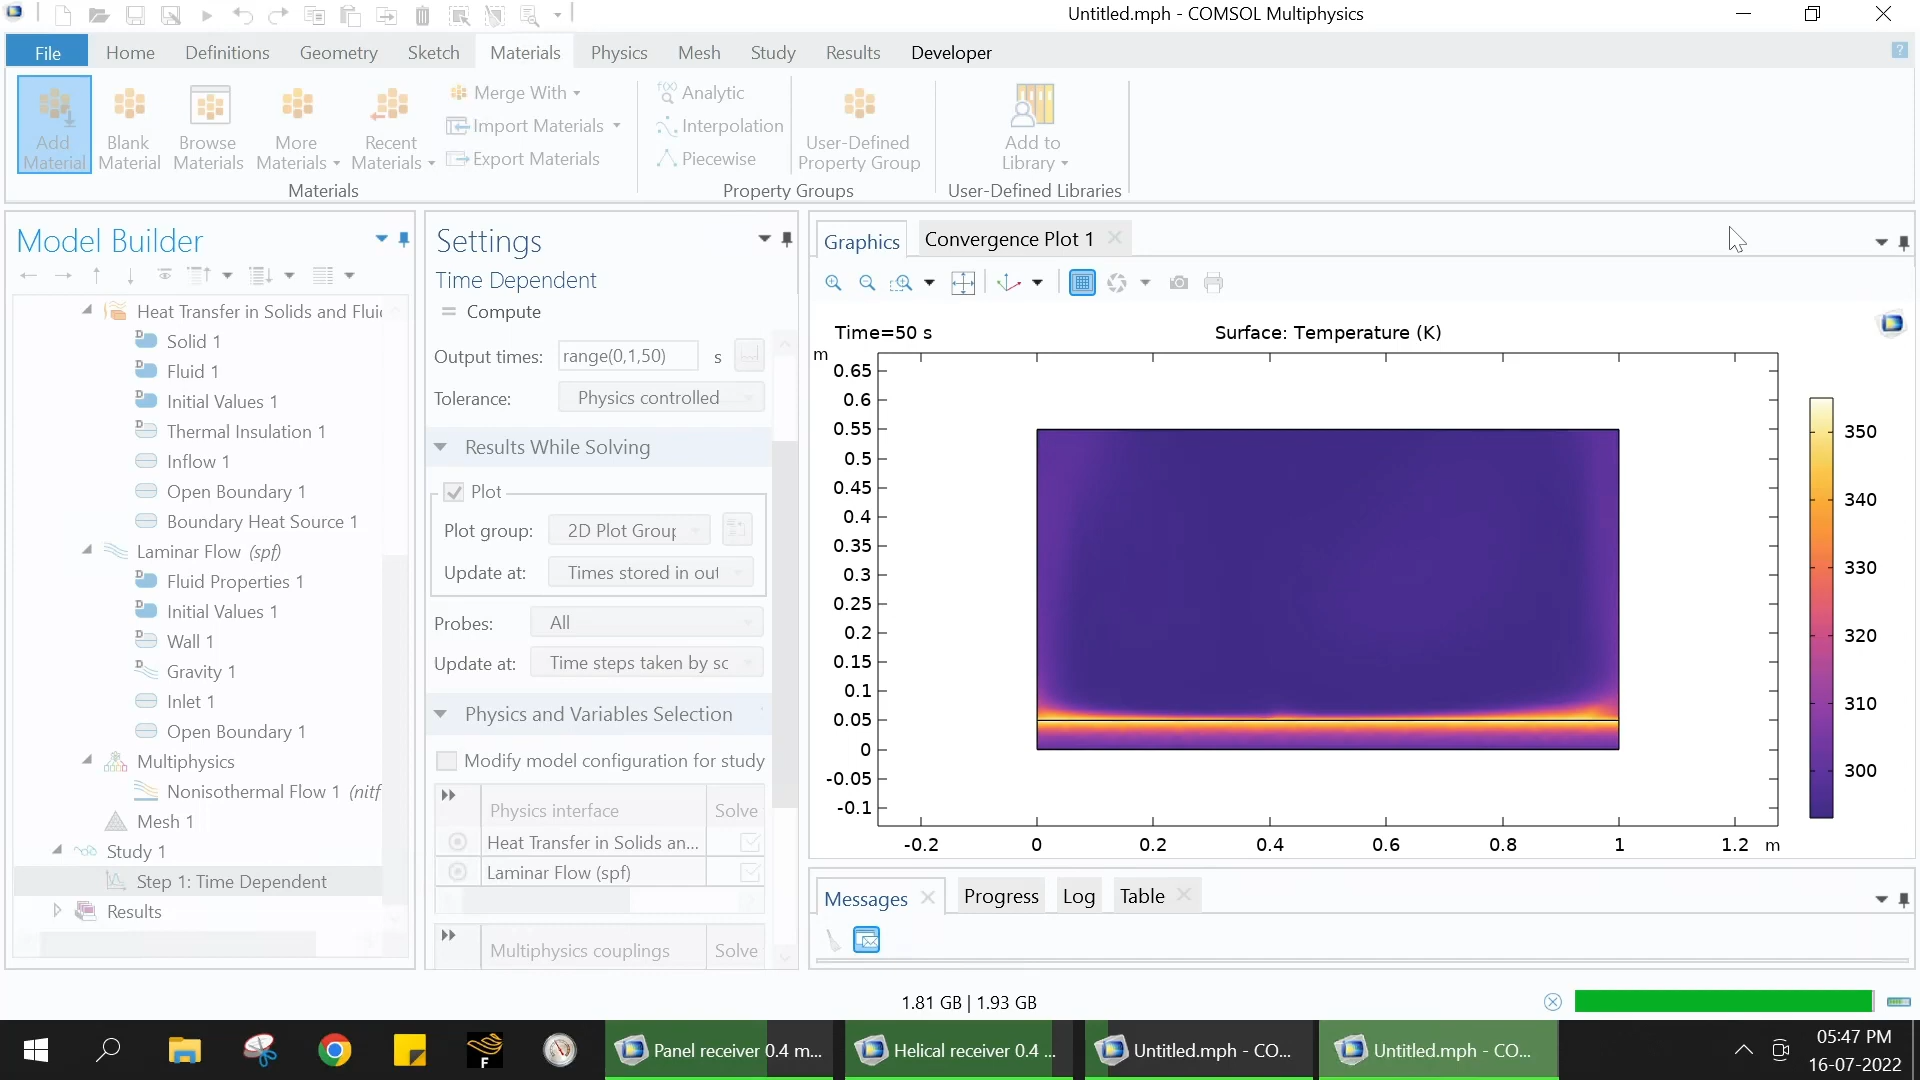 Untitled.mph - COMSOL Multiphysics
File Home Definitions Geometry Sketch Materials Physics Mesh Study Results Developer
Add Material
Blank Material
Browse Materials
More Materials
Recent Materials
Merge With
Import Materials
Export Materials
Materials
Analytic
Interpolation
Piecewise
User-Defined Property Group
Property Groups
Add to Library
User-Defined Libraries
Model Builder
Heat Transfer in Solids and Flui
Solid 1
Fluid 1
Initial Values 1
Thermal Insulation 1
Inflow 1
Open Boundary 1
Boundary Heat Source 1
Laminar Flow (spf)
Fluid Properties 1
Initial Values 1
Wall 1
Gravity 1
Inlet 1
Open Boundary 1
Multiphysics
Nonisothermal Flow 1 (nitf
Mesh 1
Study 1
Step 1: Time Dependent
Results
Settings
Time Dependent
= Compute
Output times: range(0,1,50) s
Tolerance: Physics controlled
Results While Solving
Plot
Plot group: 2D Plot Group
Update at: Times stored in out
Probes: All
Update at: Time steps taken by sc
Physics and Variables Selection
Modify model configuration for study
Physics interface Solve
Heat Transfer in Solids an...
Laminar Flow (spf)
Multiphysics couplings Solve
Graphics Convergence Plot 1
Time=50 s Surface: Temperature (K)
m
0.65
0.6
0.55
0.5
0.45
0.4
0.35
0.3
0.25
0.2
0.15
0.1
0.05
0
-0.05
-0.1
-0.2 0 0.2 0.4 0.6 0.8 1 1.2 m
350
340
330
320
310
300
Messages Progress Log Table
1.81 GB | 1.93 GB
F
Panel receiver 0.4 m...
Helical receiver 0.4 ...
Untitled.mph - CO...
Untitled.mph - CO...
05:47 PM
16-07-2022